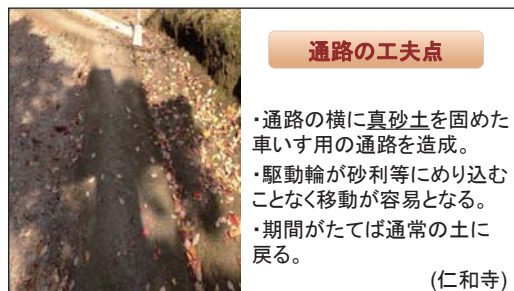 通路の工夫点
・通路の横に真砂土を固めた
車いす用の通路を造成。
・駆動輪が砂利等にめり込む
ことなく移動が容易となる。
・期間がたてば通常の土に
戻る。
(仁和寺)